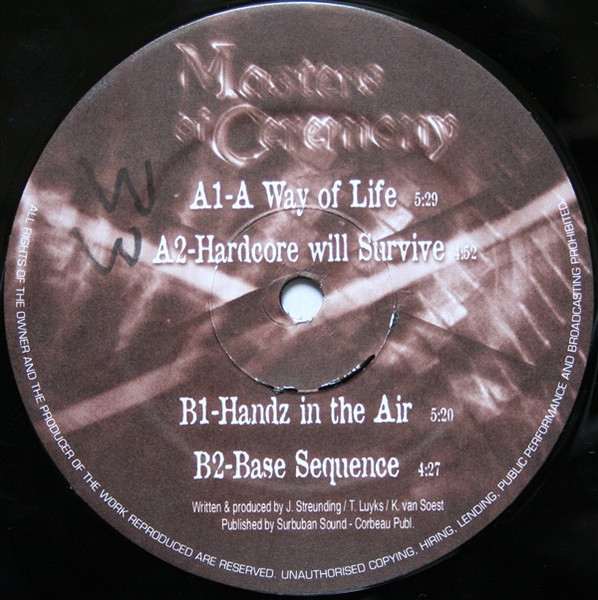 Masters
of Ceremony
A1-A Way of Life 5:29
A2-Hardcore will Survive 4:52
B1-Handz in the Air 5:20
B2-Base Sequence 4:27
Written & produced by J. Streunding / T. Luyks / K. van Soest
Published by Surbuban Sound - Corbeau Publ.
ALL RIGHTS OF THE OWNER AND THE PRODUCER OF THE WORK REPRODUCED ARE RESERVED. UNAUTHORISED COPYING, HIRING, LENDING, PUBLIC PERFORMANCE AND BROADCASTING PROHIBITED.
W
W